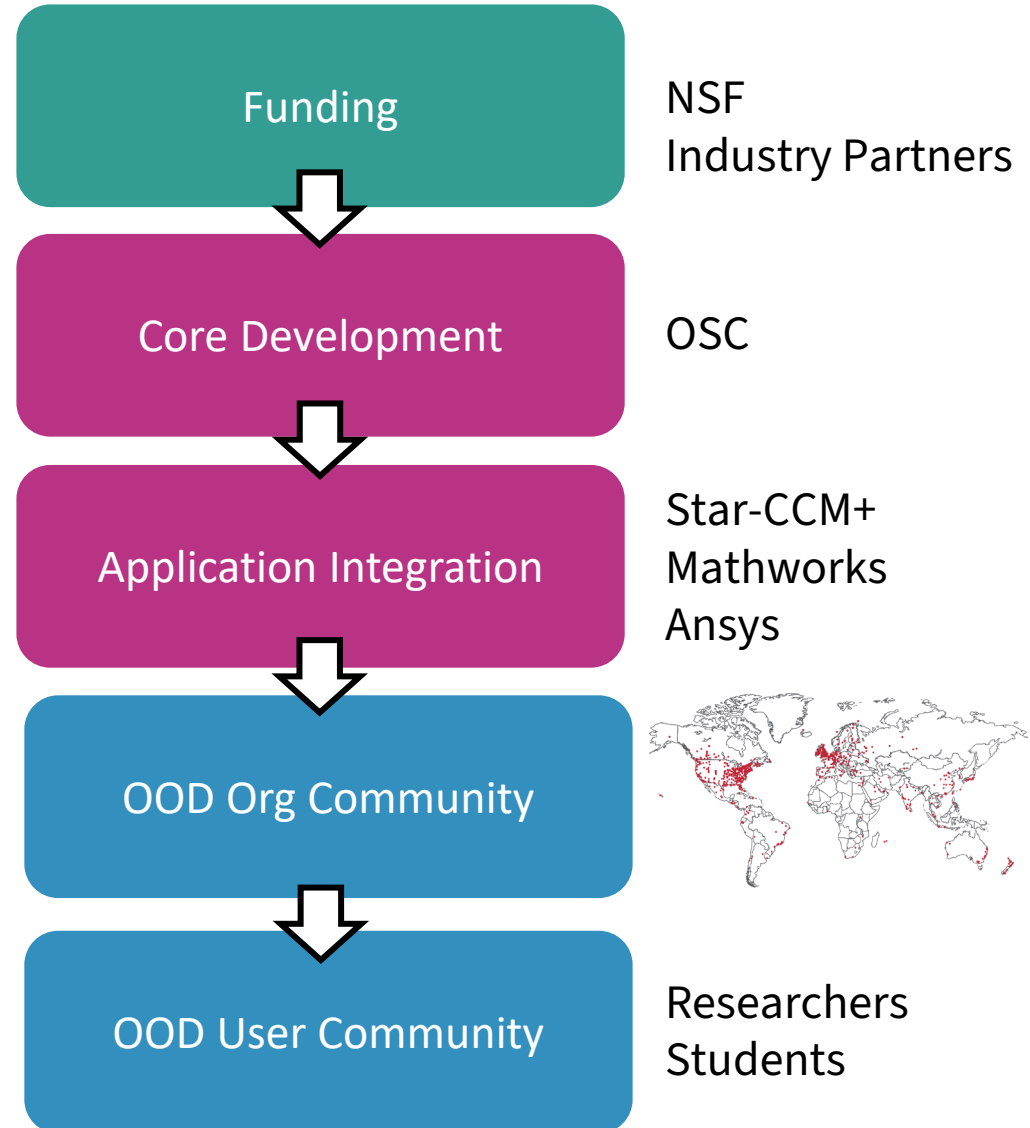 Funding
NSF
Industry Partners
Core Development
OSC
Application Integration
Star-CCM+
Mathworks
Ansys
OOD Org Community
OOD User Community
Researchers
Students